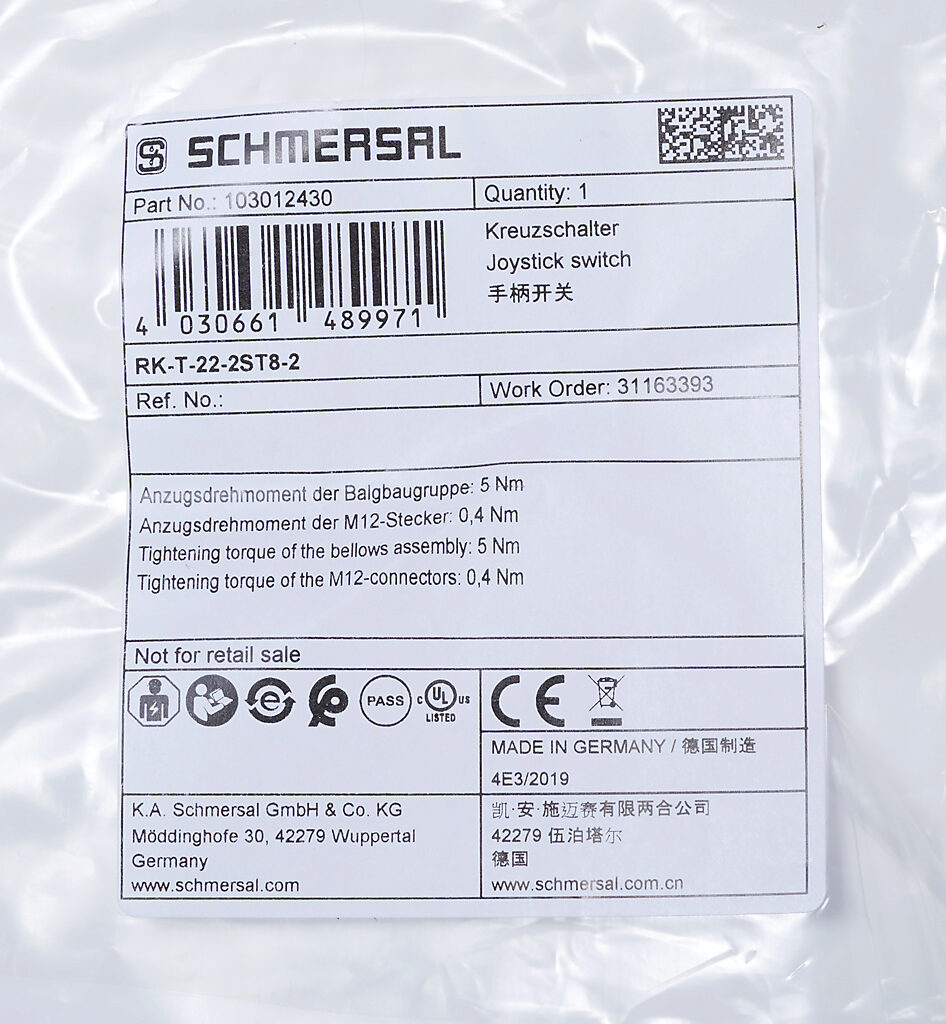 SCHMERSAL
Part No.: 103012430
Quantity: 1
Kreuzschalter
Joystick switch
手柄开关
4 030661 489971
RK-T-22-2ST8-2
Ref. No.:
Work Order: 31163393
Anzugsdrehmoment der Balgbaugruppe: 5 Nm
Anzugsdrehmoment der M12-Stecker: 0,4 Nm
Tightening torque of the bellows assembly: 5 Nm
Tightening torque of the M12-connectors: 0,4 Nm
Not for retail sale
PASS
C UL US
LISTED
CE
MADE IN GERMANY / 德国制造
4E3/2019
K.A. Schmersal GmbH & Co. KG
Möddinghofe 30, 42279 Wuppertal
Germany
www.schmersal.com
凯·安·施迈赛有限两合公司
42279 伍泊塔尔
德国
www.schmersal.com.cn